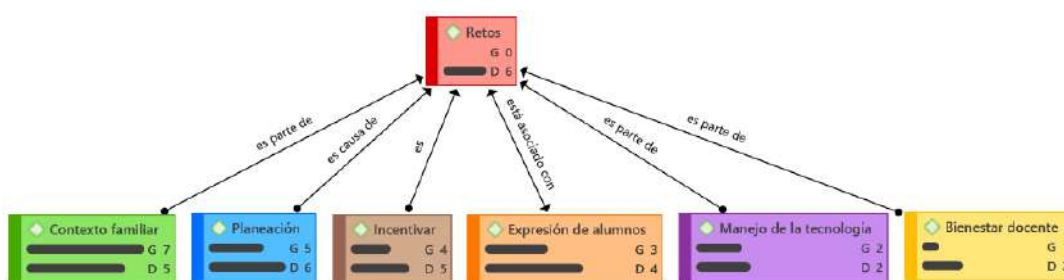 Retos
G 0
D 6
es parte de
es causa de
es
está asociado con
es parte de
es parte de
Contexto familiar
G 7
D 5
Planeación
G 5
D 6
Incentivar
G 4
D 5
Expresión de alumnos
G 3
D 4
Manejo de la tecnología
G 2
D 2
Bienestar docente
G
D